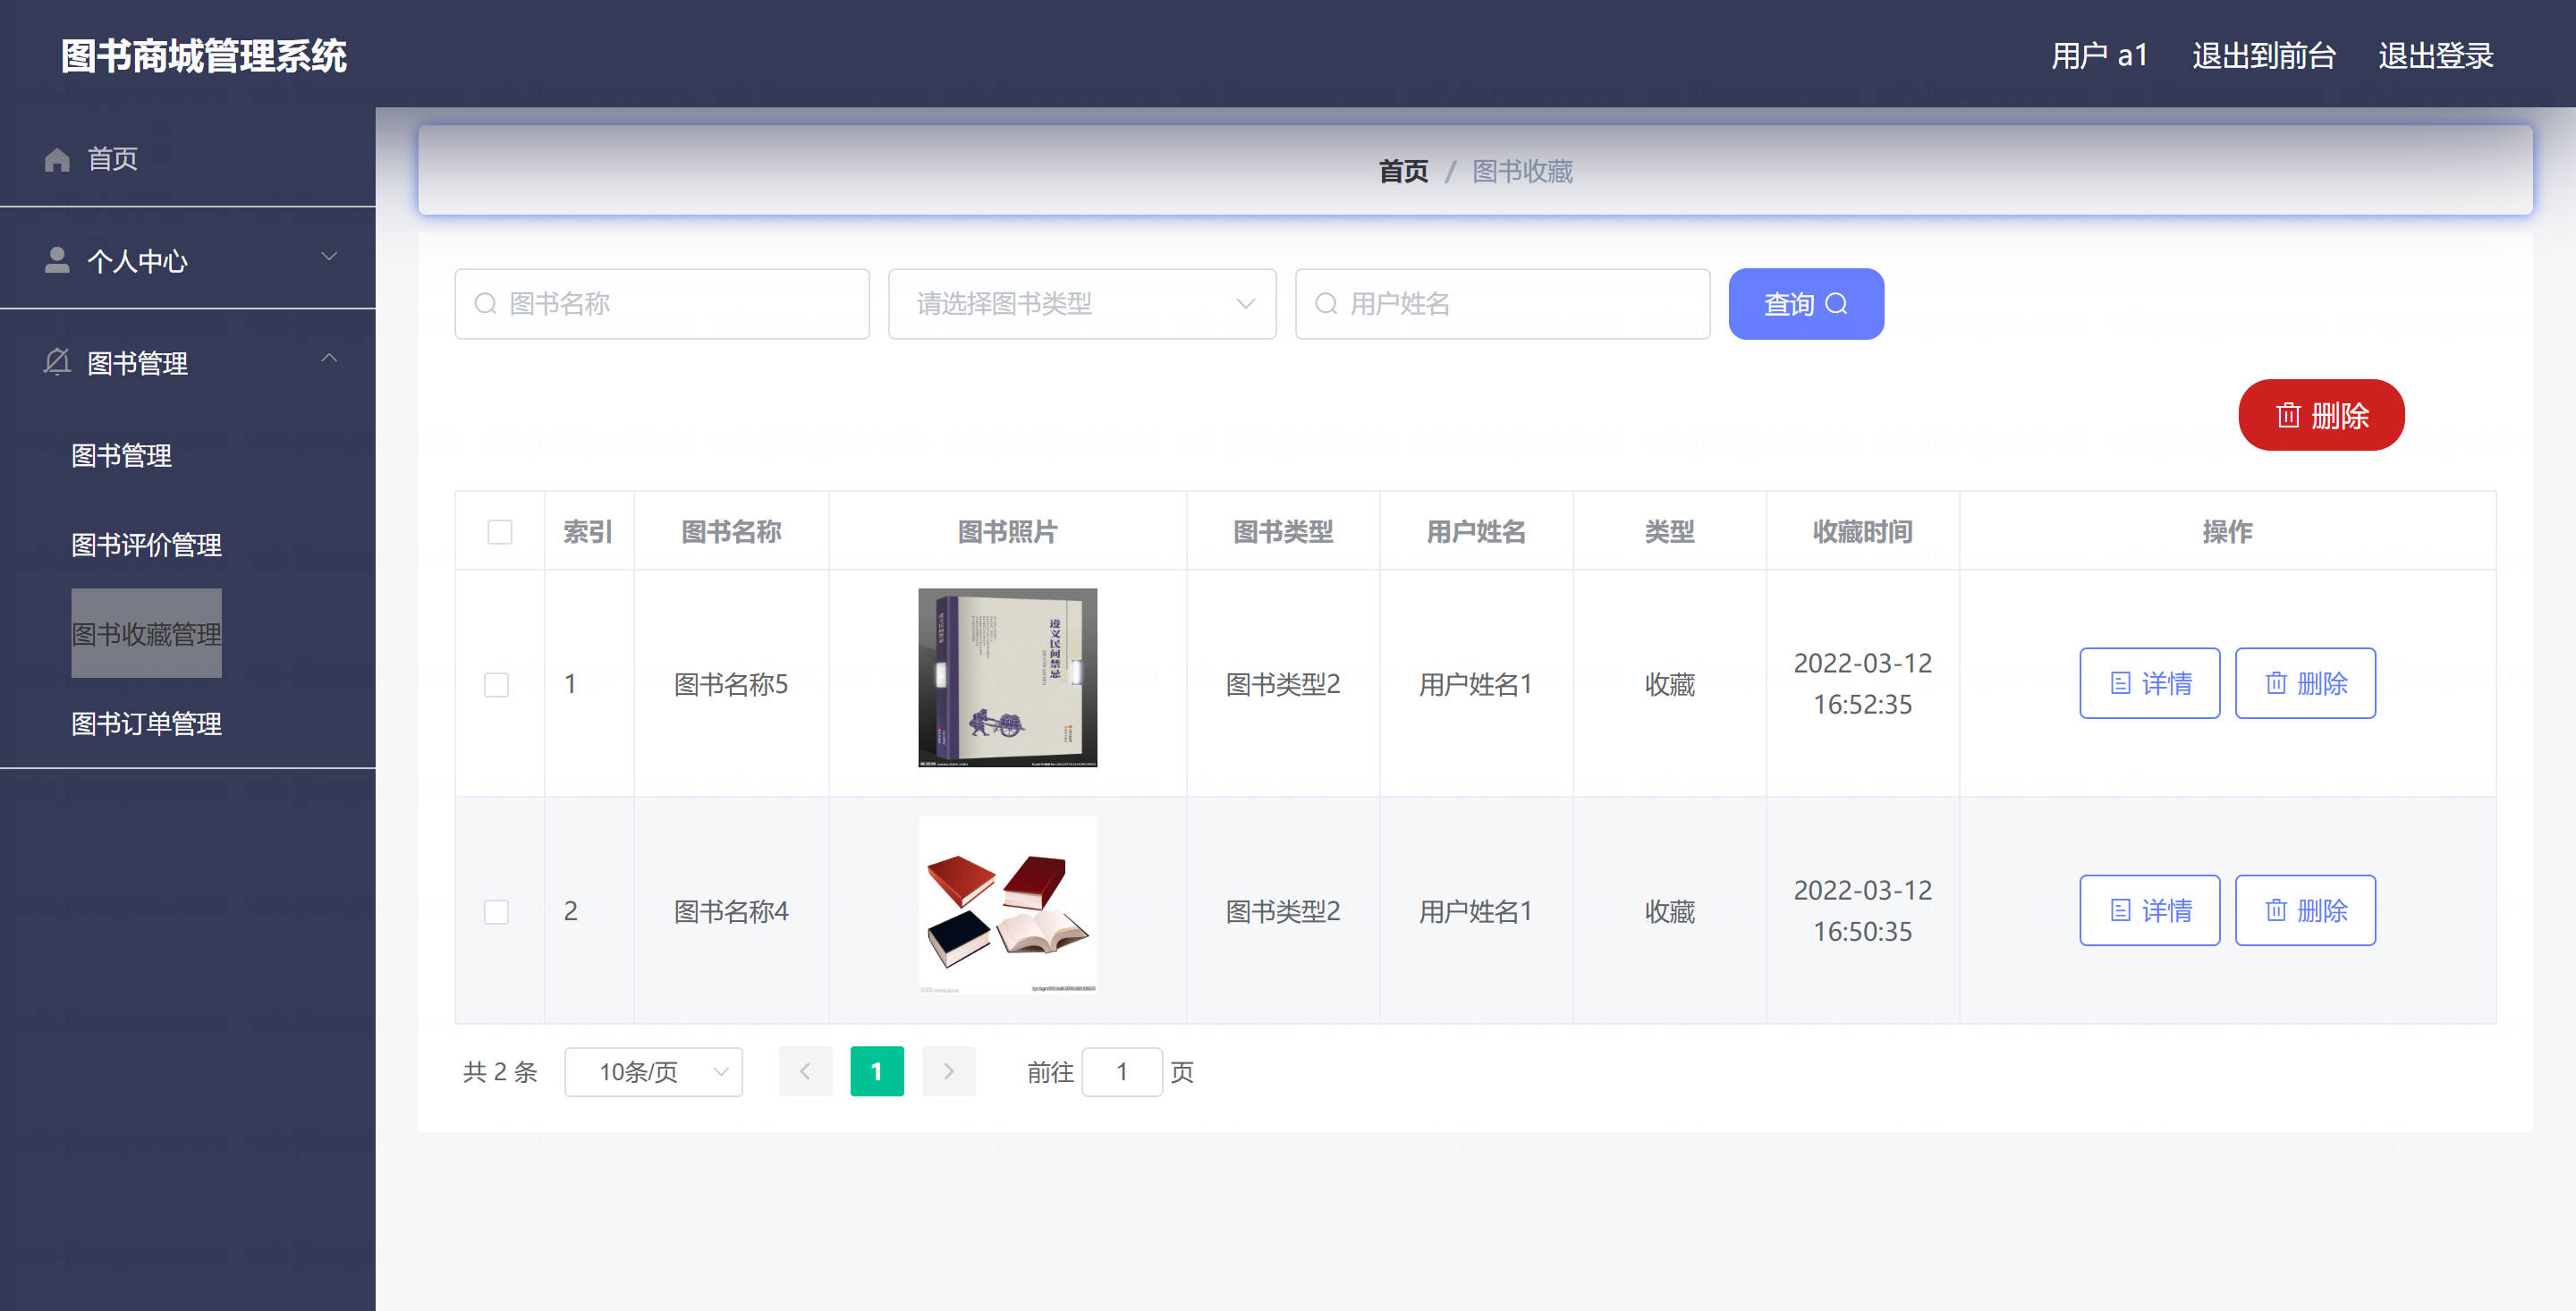 图书商城管理系统
用户 a1 退出到前台 退出登录
首页
个人中心
图书管理
图书管理
图书评价管理
图书收藏管理
图书订单管理
首页 / 图书收藏
图书名称 请选择图书类型 用户姓名 查询
删除
索引 图书名称 图书照片 图书类型 用户姓名 类型 收藏时间 操作
遵义民间禁忌
1 图书名称5 图书类型2 用户姓名1 收藏 2022-03-12 详情 删除
16:52:35
2 图书名称4 图书类型2 用户姓名1 收藏 2022-03-12 详情 删除
16:50:35
共 2 条 10条/页 1 前往 1 页